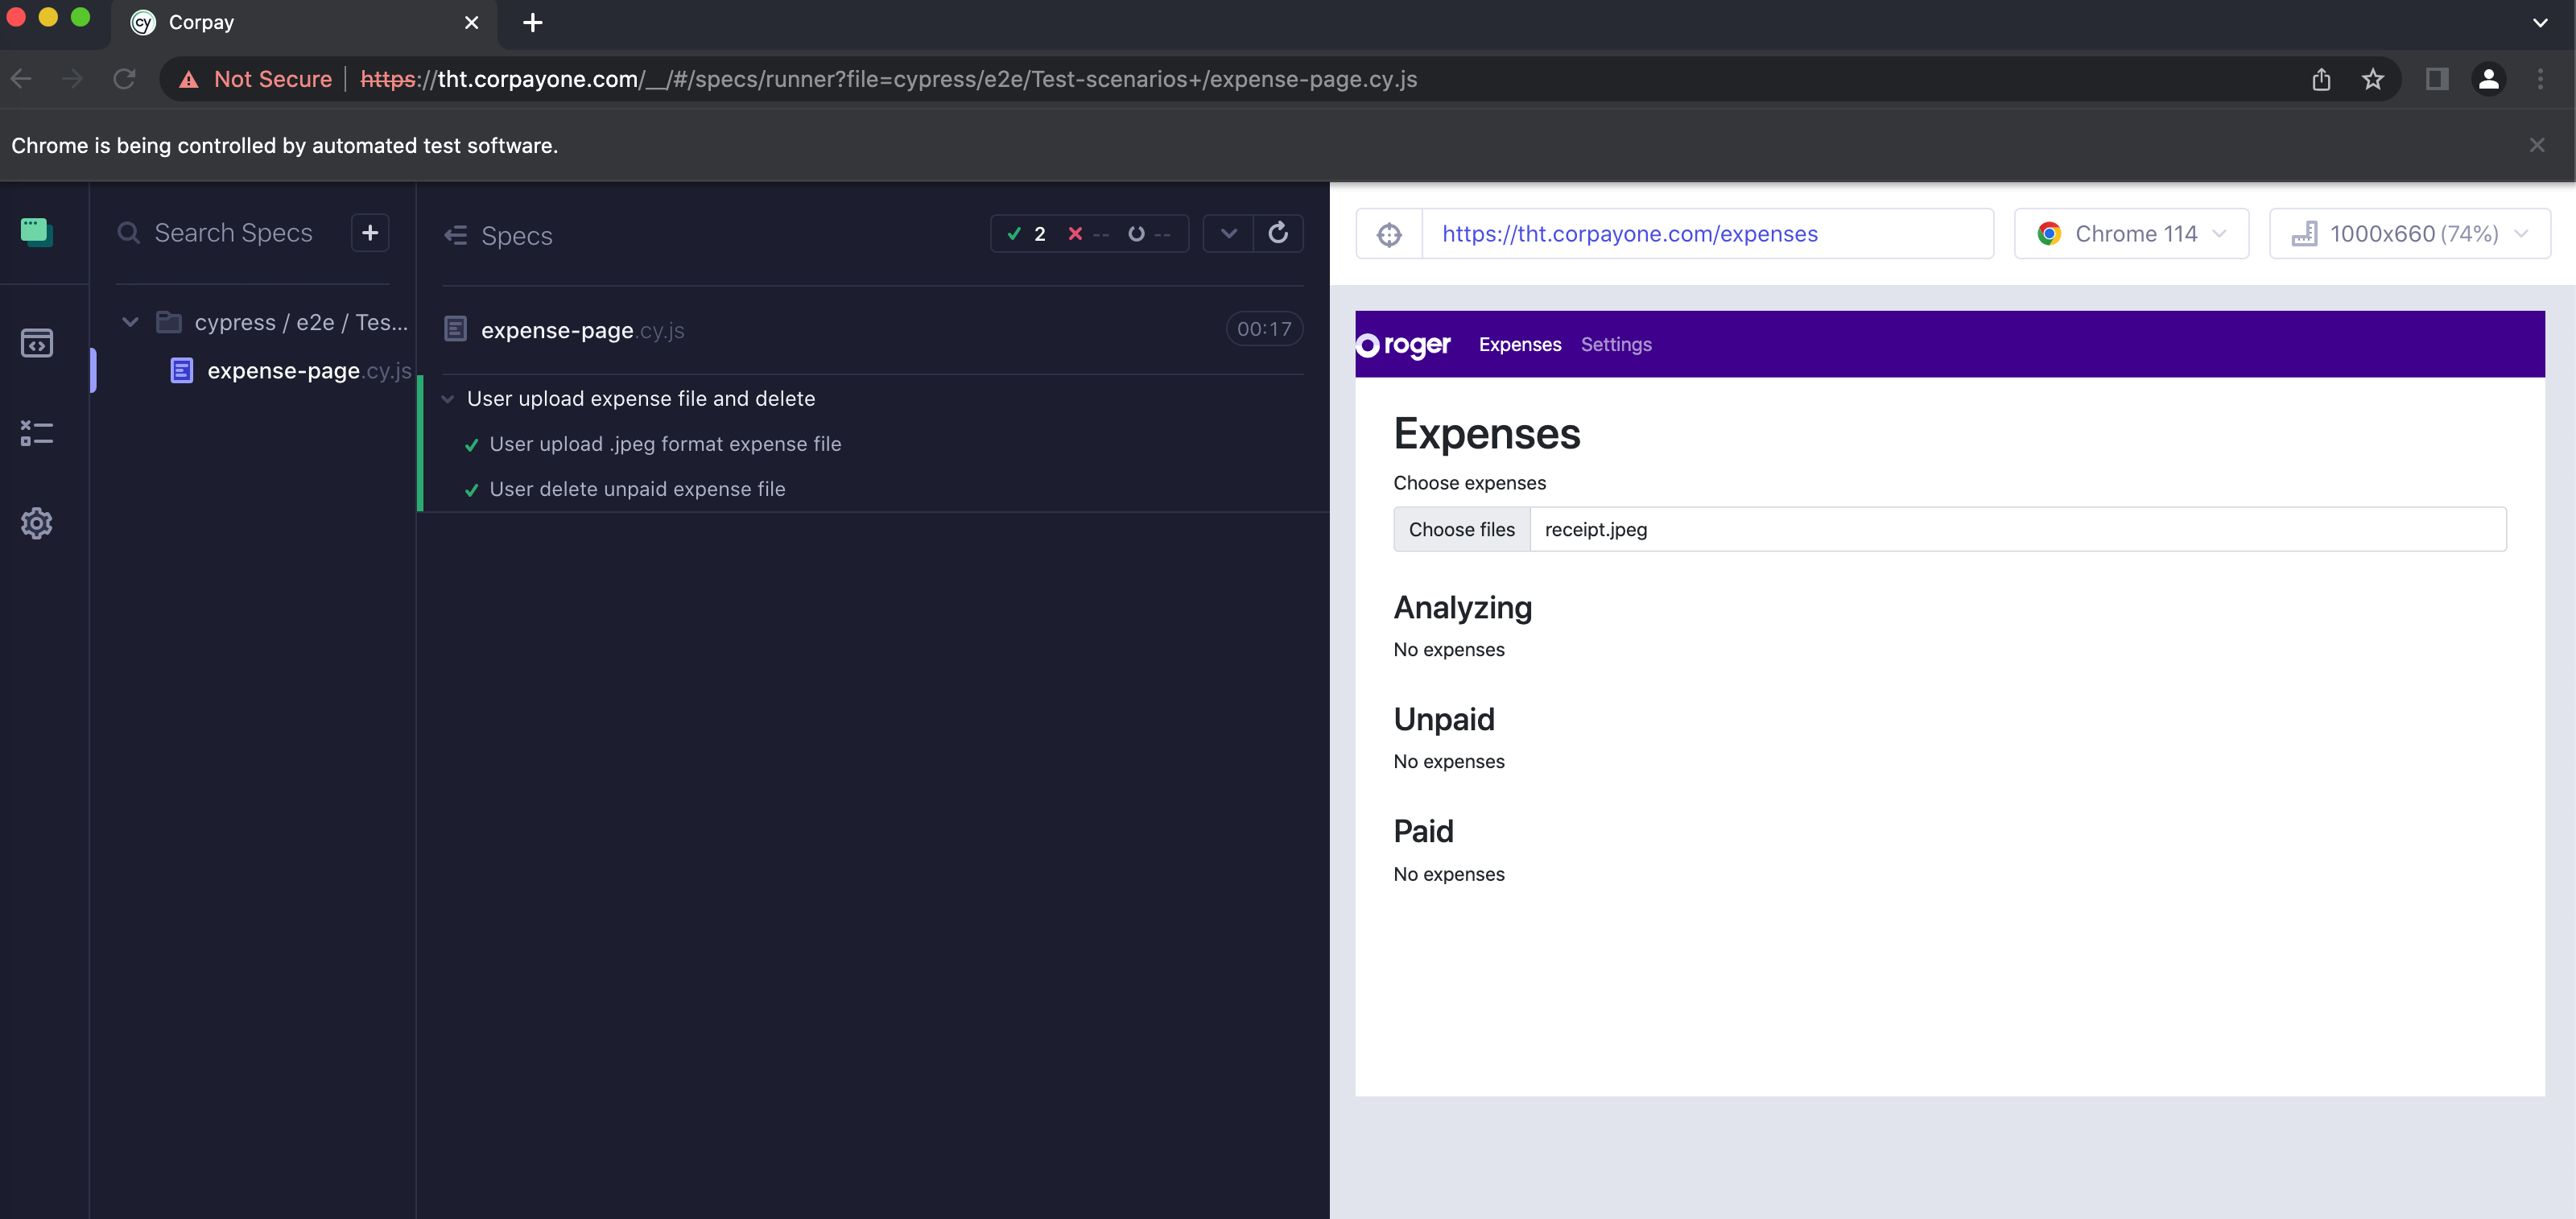 cy Corpay
Not Secure https://tht.corpayone.com/__/#/specs/runner?file=cypress/e2e/Test-scenarios+/expense-page.cy.js
Chrome is being controlled by automated test software.
Search Specs
cypress / e2e / Tes...
expense-page.cy.js
Specs
2 -- --
expense-page.cy.js 00:17
User upload expense file and delete
User upload .jpeg format expense file
User delete unpaid expense file
https://tht.corpayone.com/expenses Chrome 114 1000x660 (74%)
roger Expenses Settings
Expenses
Choose expenses
Choose files receipt.jpeg
Analyzing
No expenses
Unpaid
No expenses
Paid
No expenses